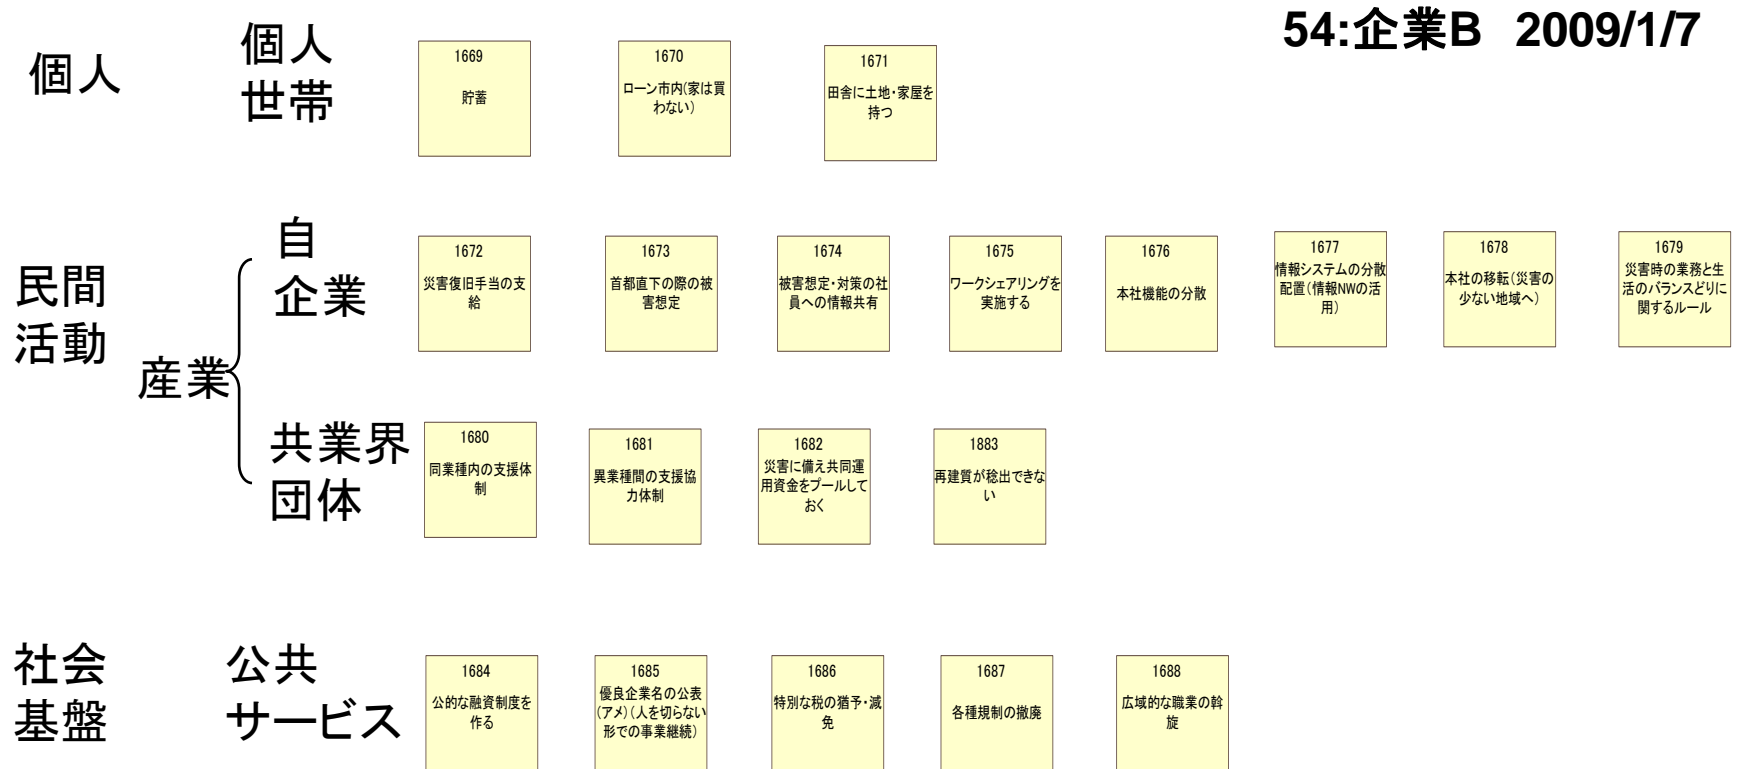 54:企業B 2009/1/7
個人
個人
世帯
1669
貯蓄
1670
ローン市内(家は買
わない)
1671
田舎に土地・家屋を
持つ
民間
活動
産業
自
企業
1672
災害復旧手当の支
給
1673
首都直下の際の被
害想定
1674
被害想定・対策の社
員への情報共有
1675
ワークシェアリングを
実施する
1676
本社機能の分散
1677
情報システムの分散
配置(情報NWの活
用)
1678
本社の移転(災害の
少ない地域へ)
1679
災害時の業務と生
活のバランスどりに
関するルール
共業界
団体
1680
同業種内の支援体
制
1681
異業種間の支援協
力体制
1682
災害に備え共同運
用資金をプールして
おく
1883
再建質が稔出できな
い
社会
基盤
公共
サービス
1684
公的な融資制度を
作る
1685
優良企業名の公表
(アメ)(人を切らない
形での事業継続)
1686
特別な税の猶予・減
免
1687
各種規制の撤廃
1688
広域的な職業の斡
旋